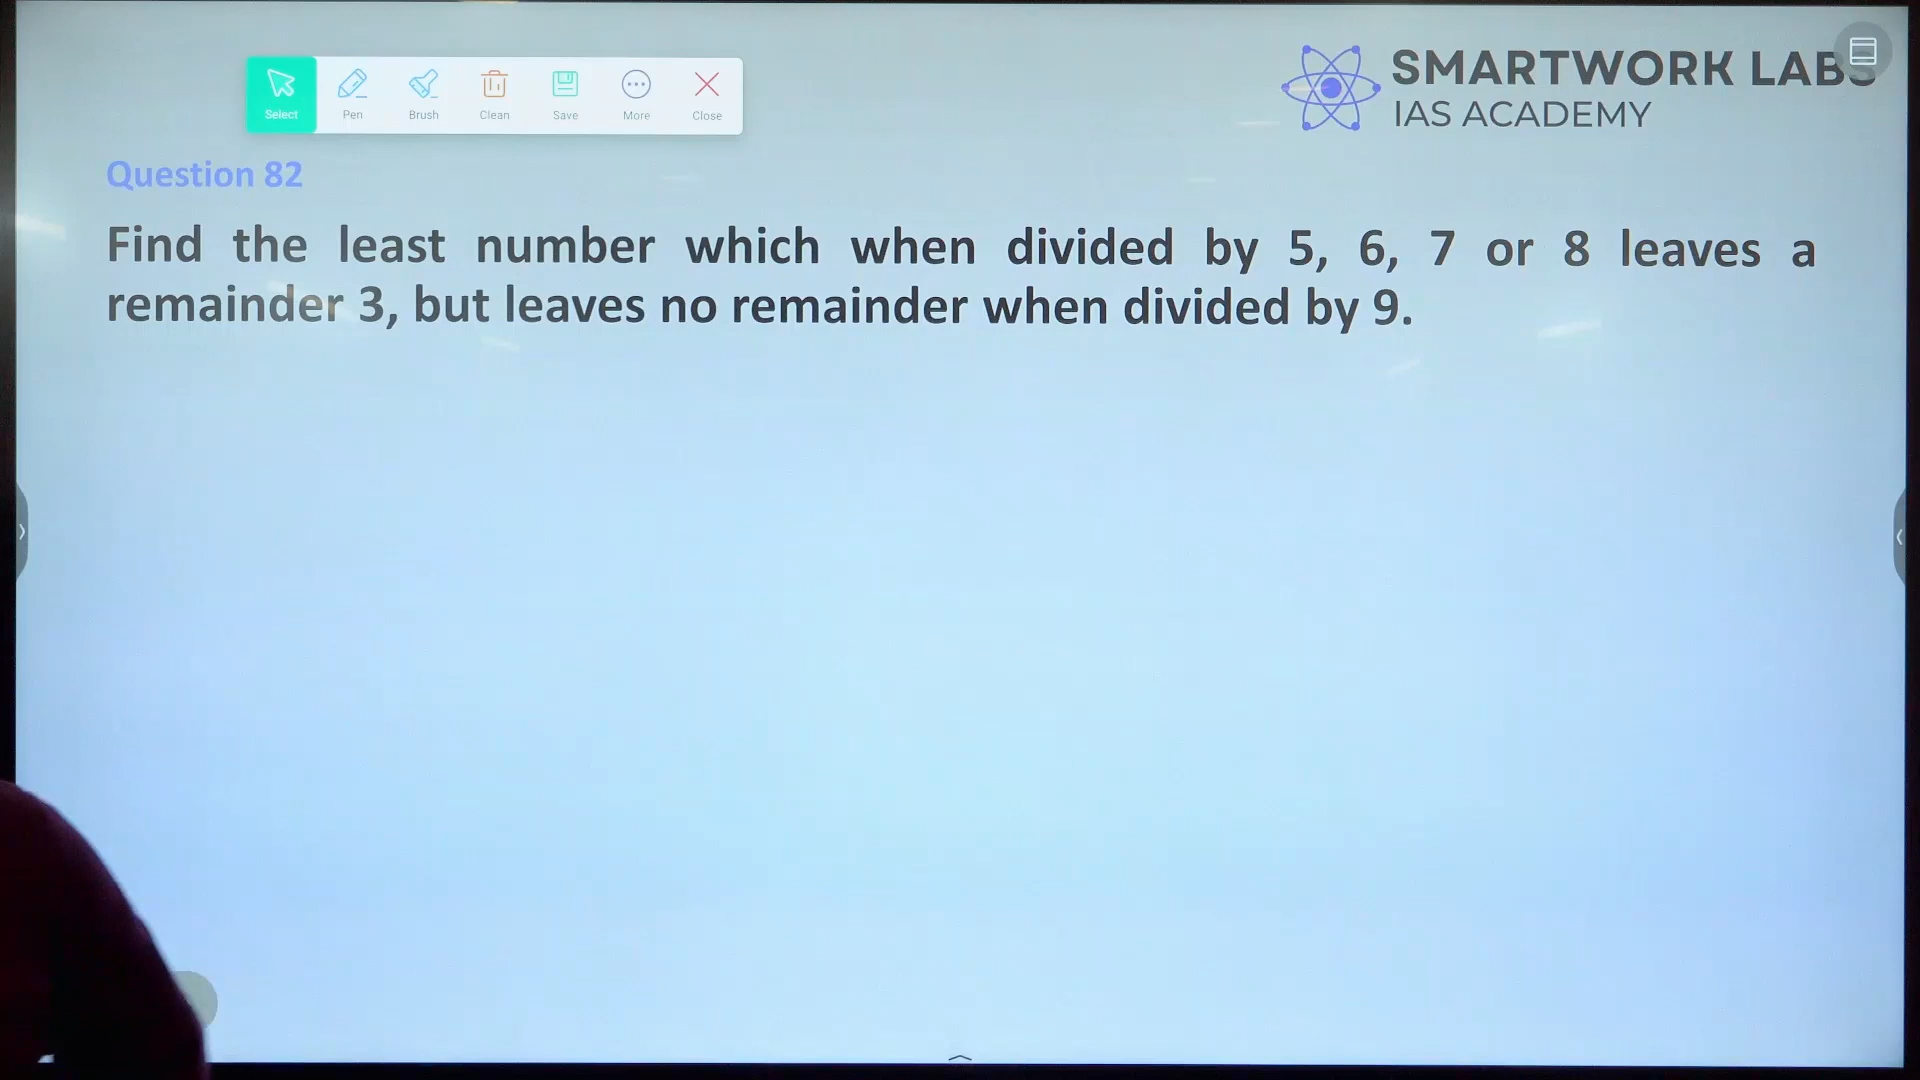 SMARTWORK LABS
IAS ACADEMY
Select Pen Brush Clean Save More Close
Question 82
Find the least number which when divided by 5, 6, 7 or 8 leaves a
remainder 3, but leaves no remainder when divided by 9.